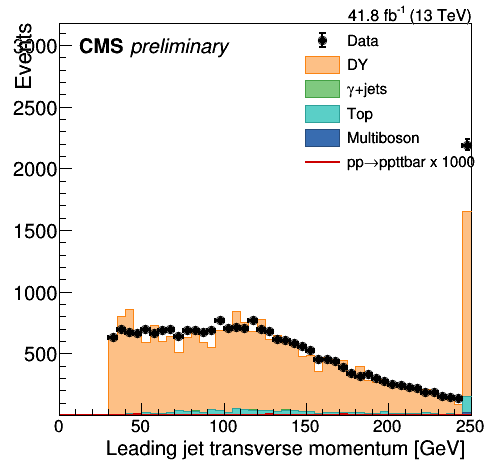 41.8 fb⁻¹ (13 TeV)
CMS preliminary
Events
3000
2500
2000
1500
1000
500
Data
DY
γ+jets
Top
Multiboson
pp→ppttbar x 1000
0 50 100 150 200 250
Leading jet transverse momentum [GeV]